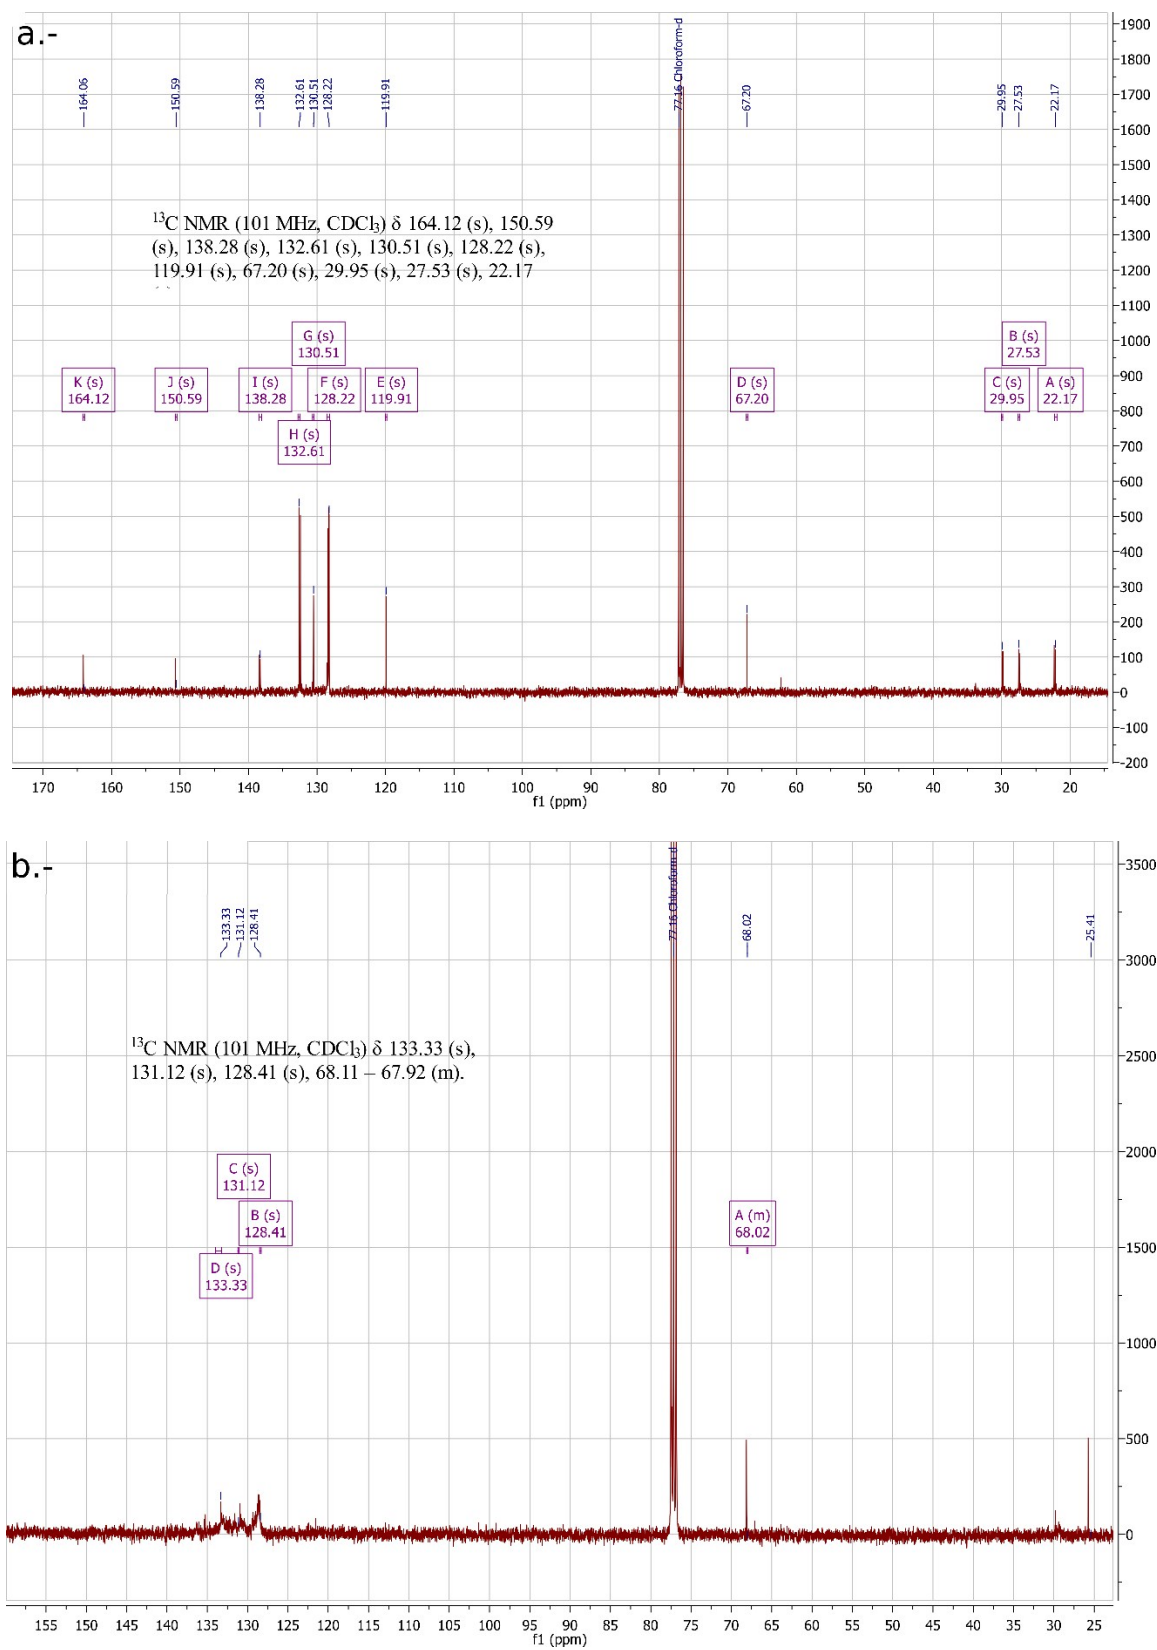 a.-
164.06
150.59
138.28
132.61
130.51
128.22
119.91
77.16 Chloroform-d
67.20
29.95
27.53
22.17
1900
1800
1700
1600
1500
1400
1300
1200
1100
1000
900
800
700
600
500
400
300
200
100
0
-100
-200
¹³C NMR (101 MHz, CDCl₃) δ 164.12 (s), 150.59
(s), 138.28 (s), 132.61 (s), 130.51 (s), 128.22 (s),
119.91 (s), 67.20 (s), 29.95 (s), 27.53 (s), 22.17
G (s)
130.51
B (s)
27.53
K (s)
164.12
J (s)
150.59
I (s)
138.28
F (s)
128.22
E (s)
119.91
D (s)
67.20
C (s)
29.95
A (s)
22.17
H (s)
132.61
170 160 150 140 130 120 110 100 90 80 70 60 50 40 30 20
f1 (ppm)
b.-
133.33
131.12
128.41
77.16 Chloroform-d
68.02
25.41
3500
3000
2500
2000
1500
1000
500
0
¹³C NMR (101 MHz, CDCl₃) δ 133.33 (s),
131.12 (s), 128.41 (s), 68.11 – 67.92 (m).
C (s)
131.12
B (s)
128.41
A (m)
68.02
D (s)
133.33
155 150 145 140 135 130 125 120 115 110 105 100 95 90 85 80 75 70 65 60 55 50 45 40 35 30 25
f1 (ppm)